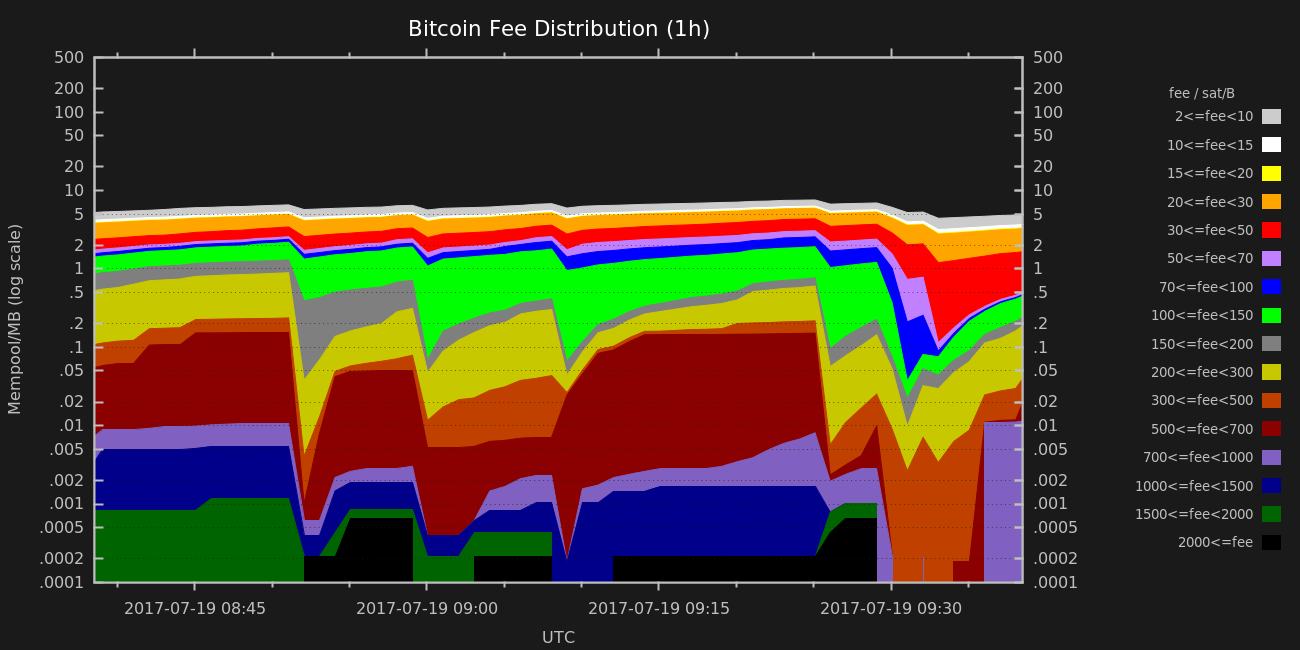 Bitcoin Fee Distribution (1h)
500 500
200 200
100 100
50 50
20 20
10 10
5 5
2 2
1 1
.5 .5
.2 .2
.1 .1
.05 .05
.02 .02
.01 .01
.005 .005
.002 .002
.001 .001
.0005 .0005
.0002 .0002
.0001 .0001
Mempool/MB (log scale)
2017-07-19 08:45 2017-07-19 09:00 2017-07-19 09:15 2017-07-19 09:30
UTC
fee / sat/B
2<=fee<10
10<=fee<15
15<=fee<20
20<=fee<30
30<=fee<50
50<=fee<70
70<=fee<100
100<=fee<150
150<=fee<200
200<=fee<300
300<=fee<500
500<=fee<700
700<=fee<1000
1000<=fee<1500
1500<=fee<2000
2000<=fee